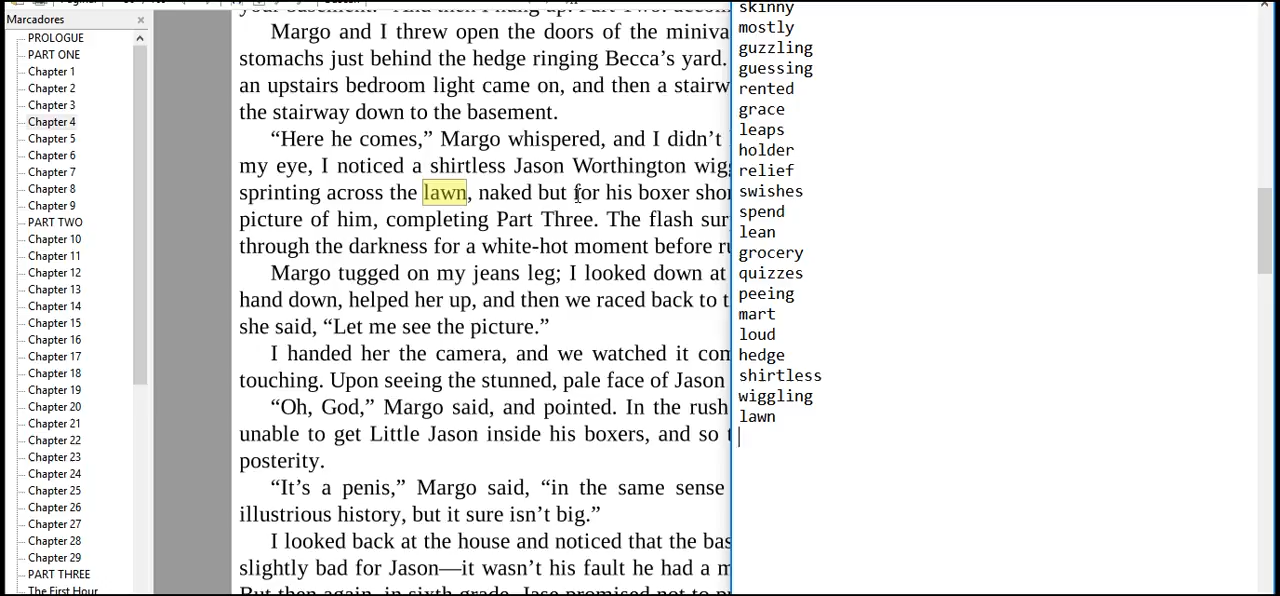 Marcadores
PROLOGUE
PART ONE
Chapter 1
Chapter 2
Chapter 3
Chapter 4
Chapter 5
Chapter 6
Chapter 7
Chapter 8
Chapter 9
PART TWO
Chapter 10
Chapter 11
Chapter 12
Chapter 13
Chapter 14
Chapter 15
Chapter 16
Chapter 17
Chapter 18
Chapter 19
Chapter 20
Chapter 21
Chapter 22
Chapter 23
Chapter 24
Chapter 25
Chapter 26
Chapter 27
Chapter 28
Chapter 29
PART THREE
The First Hour
Margo and I threw open the doors of the miniva
stomachs just behind the hedge ringing Becca’s yard.
an upstairs bedroom light came on, and then a stairw
the stairway down to the basement.
“Here he comes,” Margo whispered, and I didn’t
my eye, I noticed a shirtless Jason Worthington wigg
sprinting across the lawn, naked but for his boxer shor
picture of him, completing Part Three. The flash sur
through the darkness for a white-hot moment before ru
Margo tugged on my jeans leg; I looked down at
hand down, helped her up, and then we raced back to t
she said, “Let me see the picture.”
I handed her the camera, and we watched it com
touching. Upon seeing the stunned, pale face of Jason
“Oh, God,” Margo said, and pointed. In the rush
unable to get Little Jason inside his boxers, and so t
posterity.
“It’s a penis,” Margo said, “in the same sense
illustrious history, but it sure isn’t big.”
I looked back at the house and noticed that the bas
slightly bad for Jason—it wasn’t his fault he had a m
But then again, in sixth grade, Jase promised not to pu
skinny
mostly
guzzling
guessing
rented
grace
leaps
holder
relief
swishes
spend
lean
grocery
quizzes
peeing
mart
loud
hedge
shirtless
wiggling
lawn